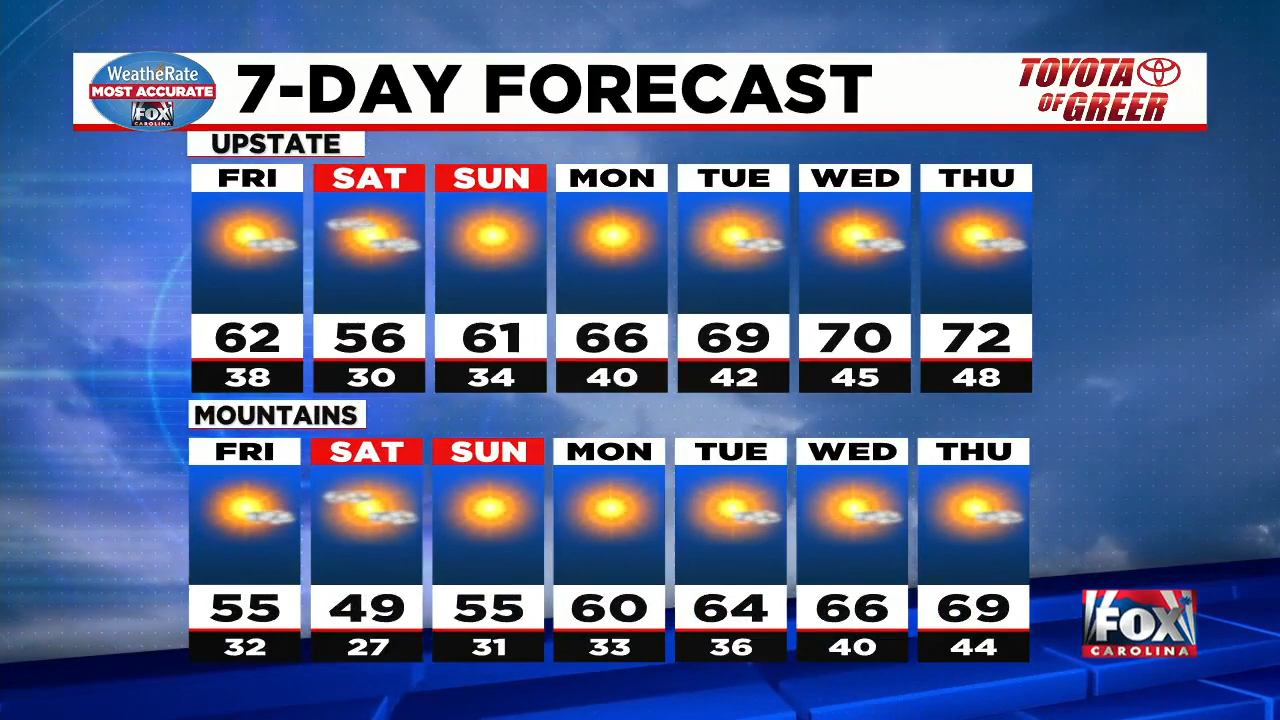 WeatheRate
MOST ACCURATE
FOX
CAROLINA
7-DAY FORECAST
TOYOTA
OF GREER
UPSTATE
FRI SAT SUN MON TUE WED THU
62 56 61 66 69 70 72
38 30 34 40 42 45 48
MOUNTAINS
FRI SAT SUN MON TUE WED THU
55 49 55 60 64 66 69
32 27 31 33 36 40 44
FOX
CAROLINA